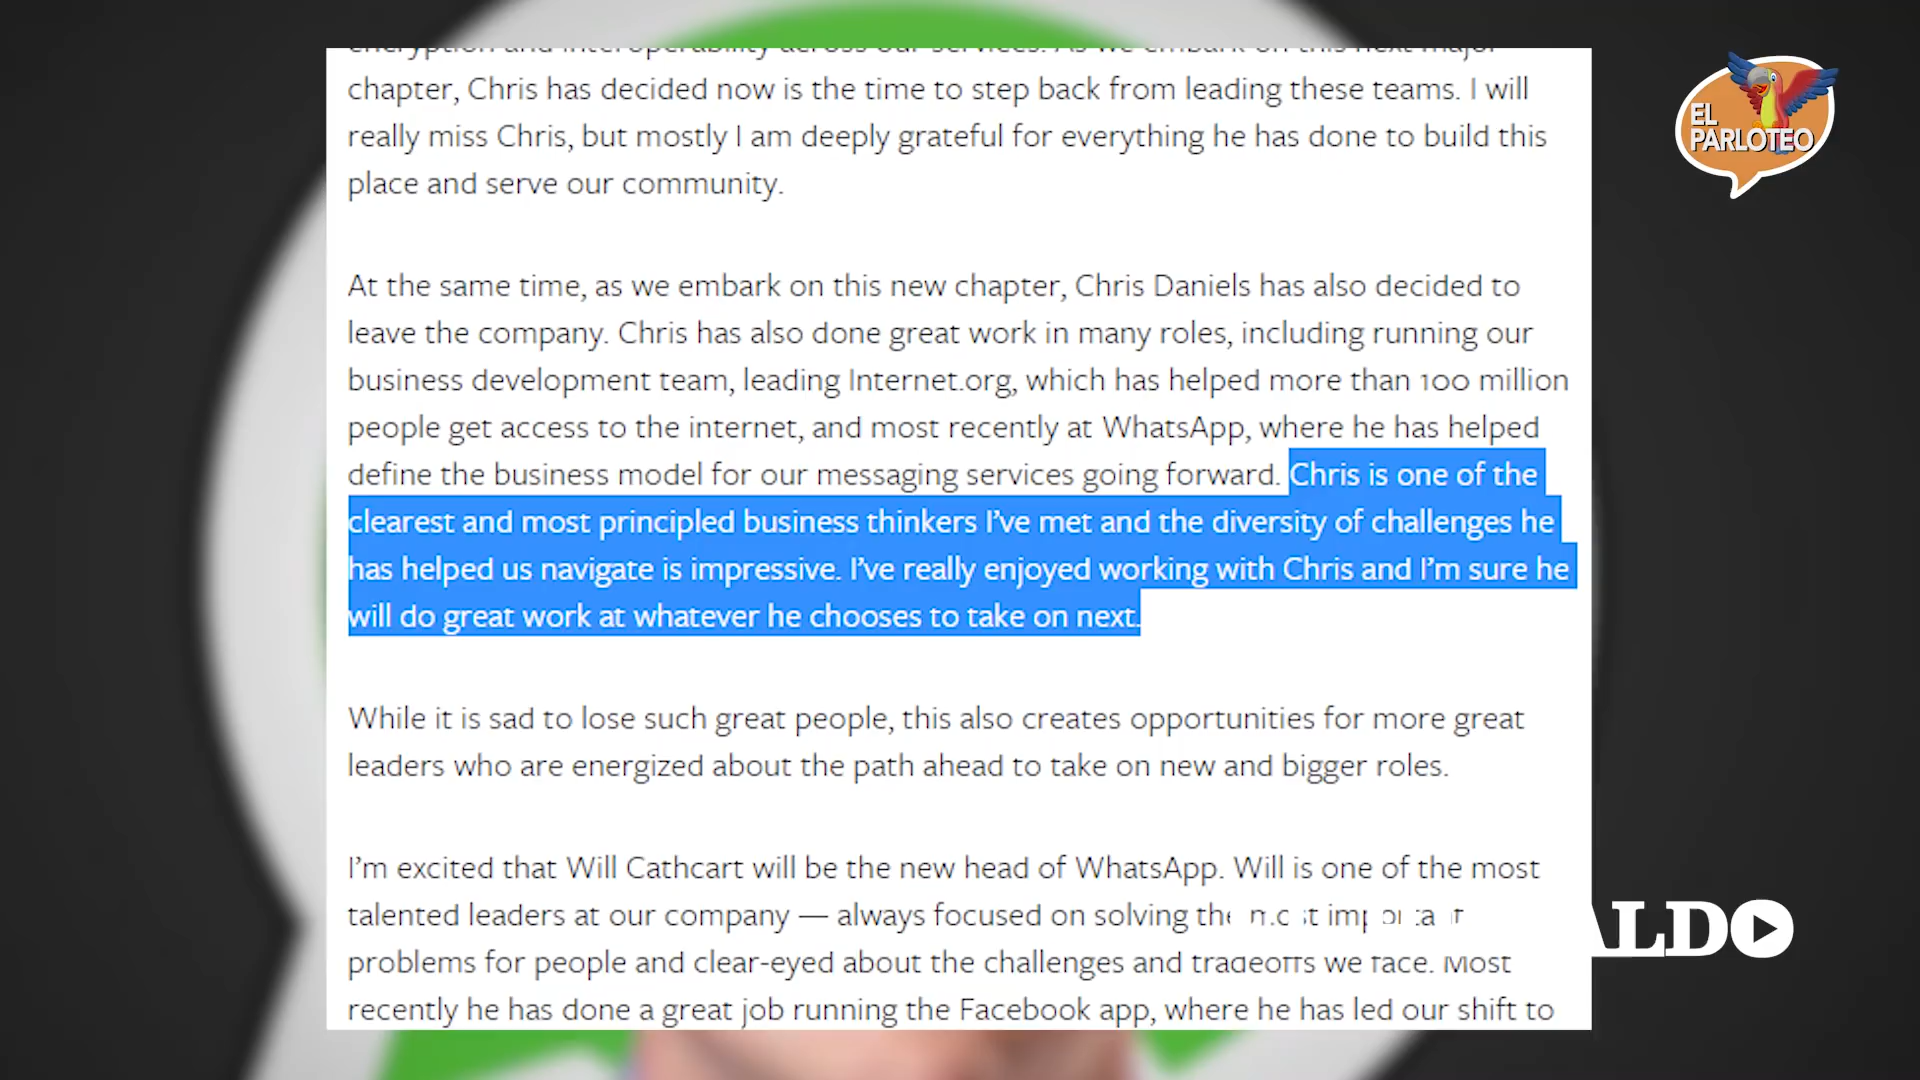 chapter, Chris has decided now is the time to step back from leading these teams. I will
really miss Chris, but mostly I am deeply grateful for everything he has done to build this
place and serve our community.
At the same time, as we embark on this new chapter, Chris Daniels has also decided to
leave the company. Chris has also done great work in many roles, including running our
business development team, leading Internet.org, which has helped more than 100 million
people get access to the internet, and most recently at WhatsApp, where he has helped
define the business model for our messaging services going forward. Chris is one of the
clearest and most principled business thinkers I’ve met and the diversity of challenges he
has helped us navigate is impressive. I’ve really enjoyed working with Chris and I’m sure he
will do great work at whatever he chooses to take on next.
While it is sad to lose such great people, this also creates opportunities for more great
leaders who are energized about the path ahead to take on new and bigger roles.
I’m excited that Will Cathcart will be the new head of WhatsApp. Will is one of the most
talented leaders at our company — always focused on solving the
problems for people and clear-eyed about the challenges and tradeoffs we face. Most
recently he has done a great job running the Facebook app, where he has led our shift to
EL
PARLOTEO
ALDO